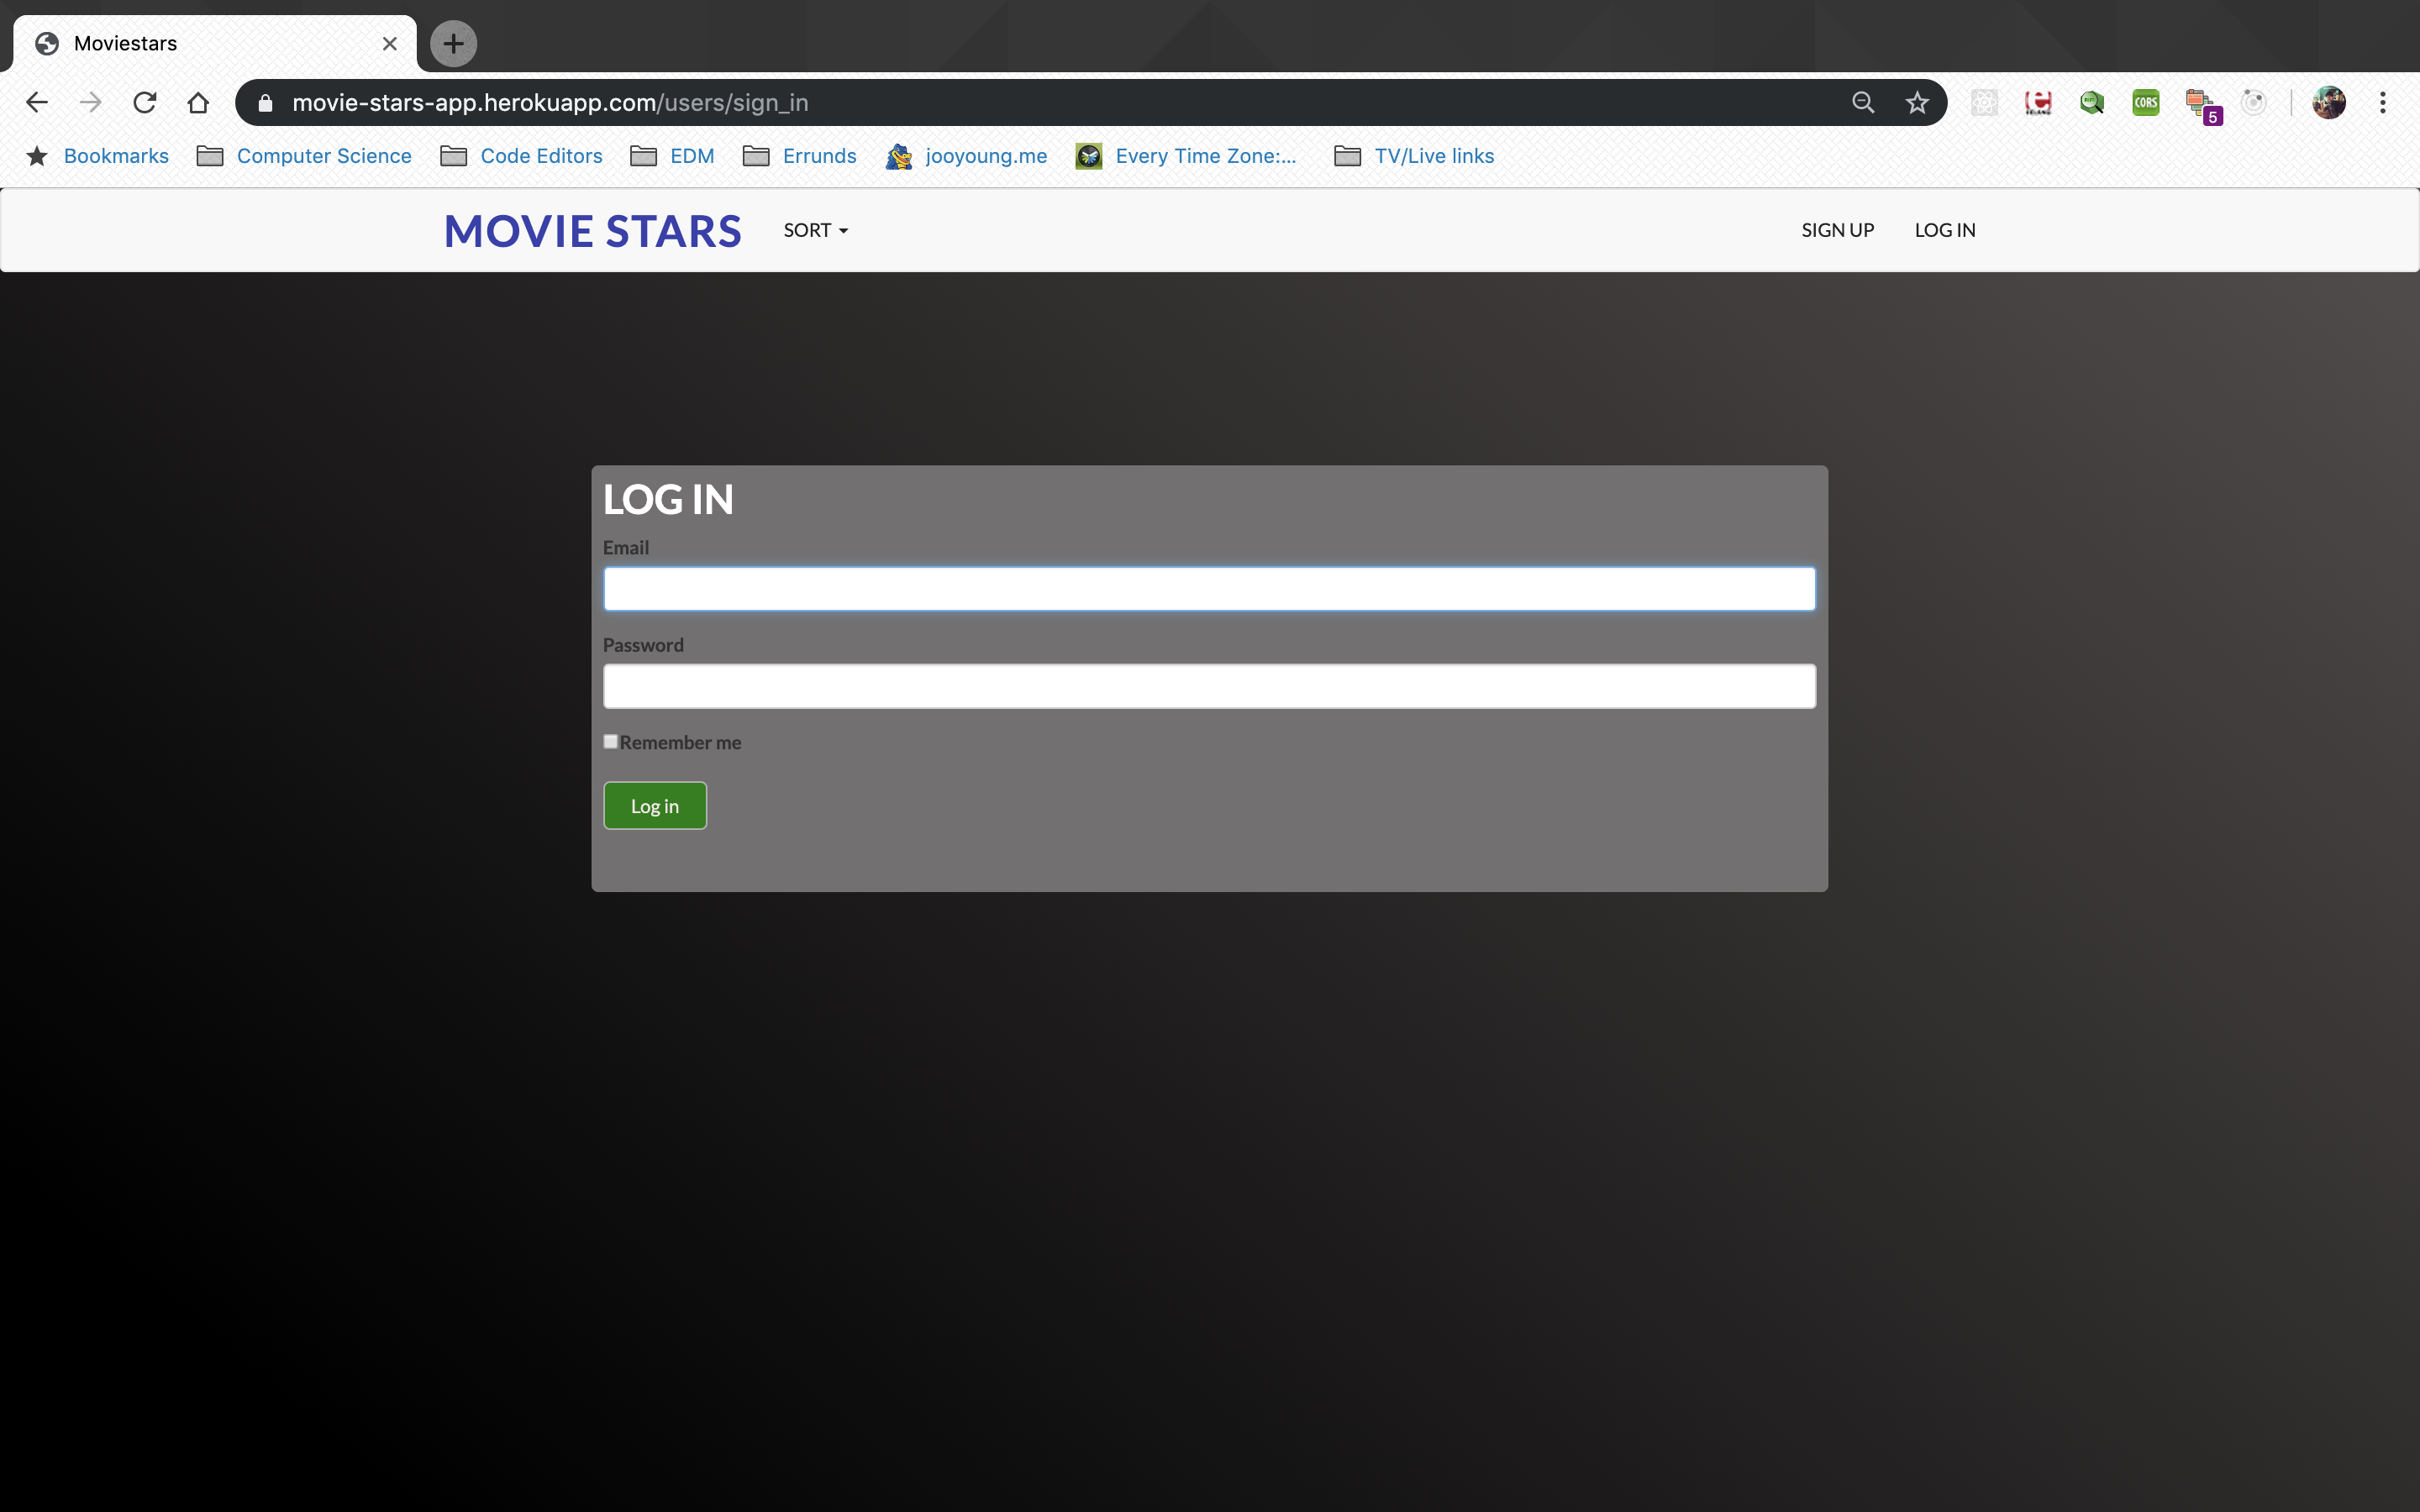 Moviestars
movie-stars-app.herokuapp.com/users/sign_in
CORS
5
Bookmarks Computer Science Code Editors EDM Errunds jooyoung.me Every Time Zone:... TV/Live links
MOVIE STARS SORT SIGN UP LOG IN
LOG IN
Email
Password
Remember me
Log in